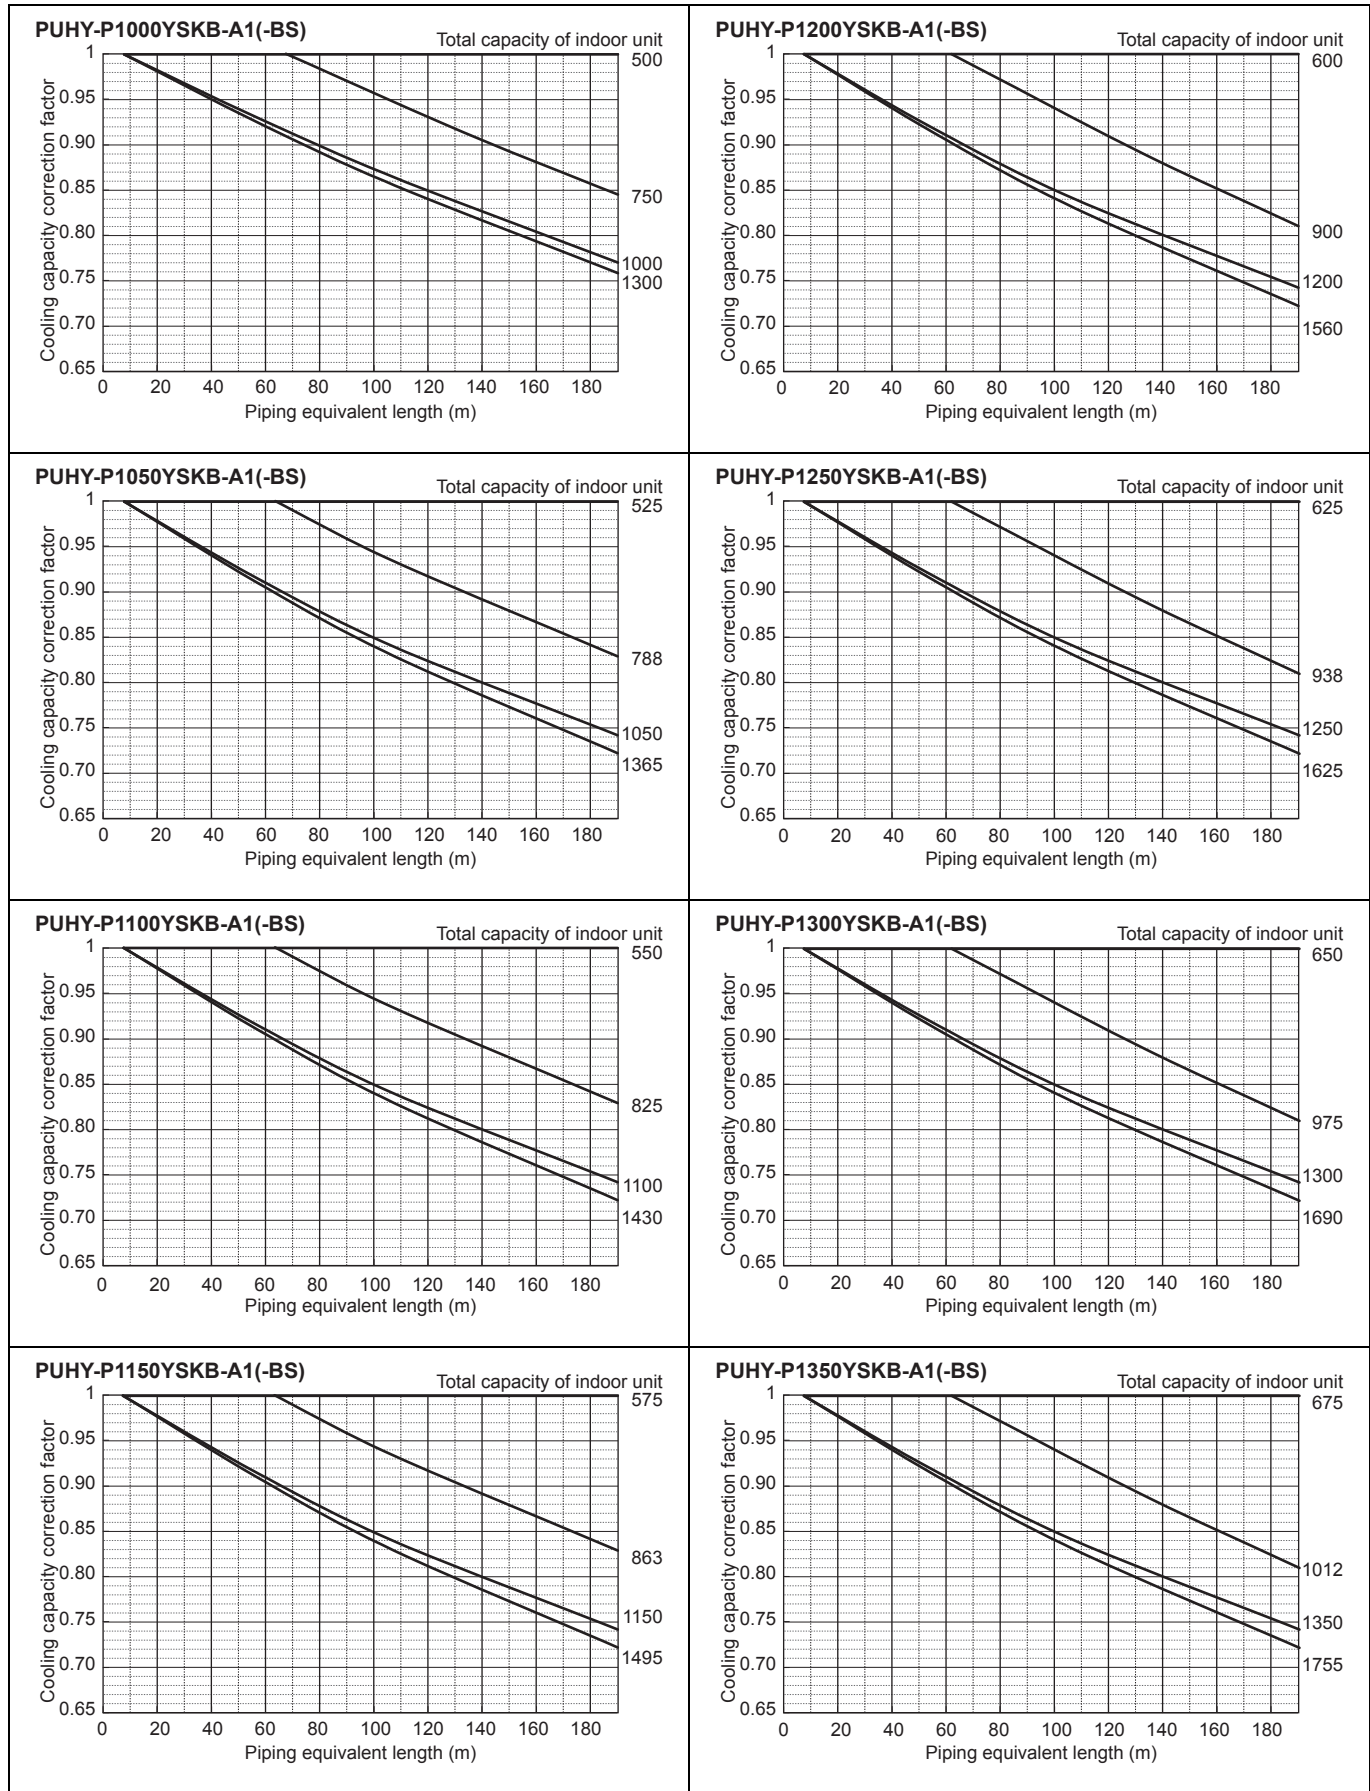 PUHY-P1000YSKB-A1(-BS)
Total capacity of indoor unit
500
750
1000
1300
Cooling capacity correction factor
1
0.95
0.90
0.85
0.80
0.75
0.70
0.65
0 20 40 60 80 100 120 140 160 180
Piping equivalent length (m)
PUHY-P1200YSKB-A1(-BS)
Total capacity of indoor unit
600
900
1200
1560
Cooling capacity correction factor
1
0.95
0.90
0.85
0.80
0.75
0.70
0.65
0 20 40 60 80 100 120 140 160 180
Piping equivalent length (m)
PUHY-P1050YSKB-A1(-BS)
Total capacity of indoor unit
525
788
1050
1365
Cooling capacity correction factor
1
0.95
0.90
0.85
0.80
0.75
0.70
0.65
0 20 40 60 80 100 120 140 160 180
Piping equivalent length (m)
PUHY-P1250YSKB-A1(-BS)
Total capacity of indoor unit
625
938
1250
1625
Cooling capacity correction factor
1
0.95
0.90
0.85
0.80
0.75
0.70
0.65
0 20 40 60 80 100 120 140 160 180
Piping equivalent length (m)
PUHY-P1100YSKB-A1(-BS)
Total capacity of indoor unit
550
825
1100
1430
Cooling capacity correction factor
1
0.95
0.90
0.85
0.80
0.75
0.70
0.65
0 20 40 60 80 100 120 140 160 180
Piping equivalent length (m)
PUHY-P1300YSKB-A1(-BS)
Total capacity of indoor unit
650
975
1300
1690
Cooling capacity correction factor
1
0.95
0.90
0.85
0.80
0.75
0.70
0.65
0 20 40 60 80 100 120 140 160 180
Piping equivalent length (m)
PUHY-P1150YSKB-A1(-BS)
Total capacity of indoor unit
575
863
1150
1495
Cooling capacity correction factor
1
0.95
0.90
0.85
0.80
0.75
0.70
0.65
0 20 40 60 80 100 120 140 160 180
Piping equivalent length (m)
PUHY-P1350YSKB-A1(-BS)
Total capacity of indoor unit
675
1012
1350
1755
Cooling capacity correction factor
1
0.95
0.90
0.85
0.80
0.75
0.70
0.65
0 20 40 60 80 100 120 140 160 180
Piping equivalent length (m)